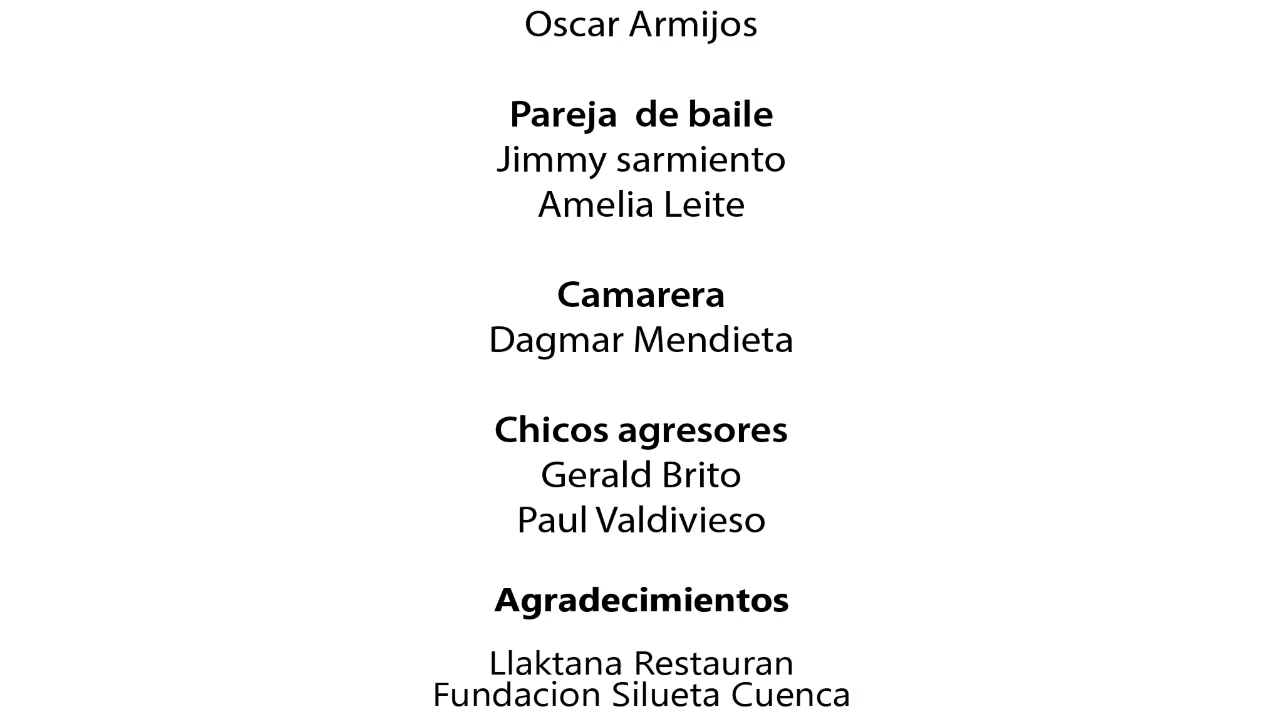 Oscar Armijos
Pareja  de baile
Jimmy sarmiento
Amelia Leite
Camarera
Dagmar Mendieta
Chicos agresores
Gerald Brito
Paul Valdivieso
Agradecimientos
Llaktana Restauran
Fundacion Silueta Cuenca